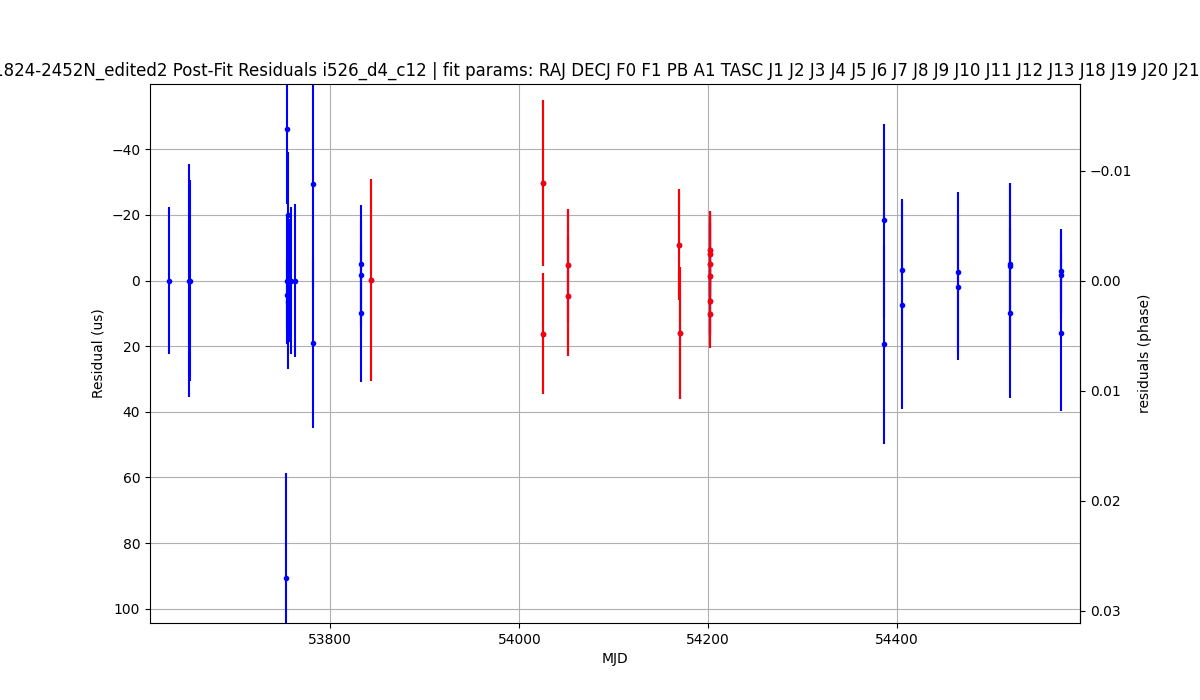 1824-2452N_edited2 Post-Fit Residuals i526_d4_c12 | fit params: RAJ DECJ F0 F1 PB A1 TASC J1 J2 J3 J4 J5 J6 J7 J8 J9 J10 J11 J12 J13 J18 J19 J20 J21
−40
−20
0
20
40
60
80
100
Residual (us)
−0.01
0.00
0.01
0.02
0.03
residuals (phase)
53800 54000 54200 54400
MJD